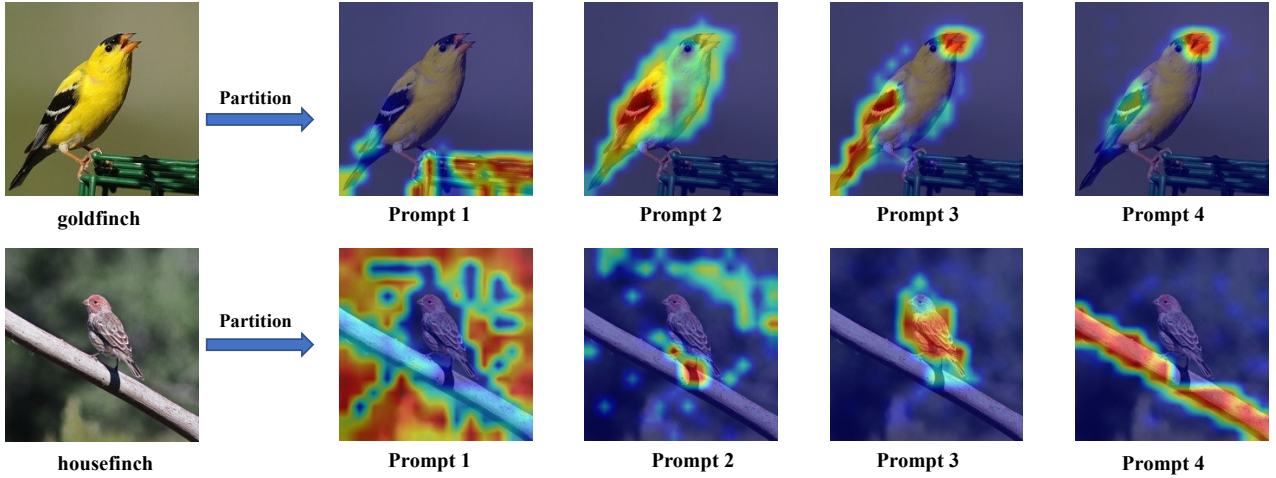 Partition
goldfinch
Prompt 1
Prompt 2
Prompt 3
Prompt 4
Partition
housefinch
Prompt 1
Prompt 2
Prompt 3
Prompt 4